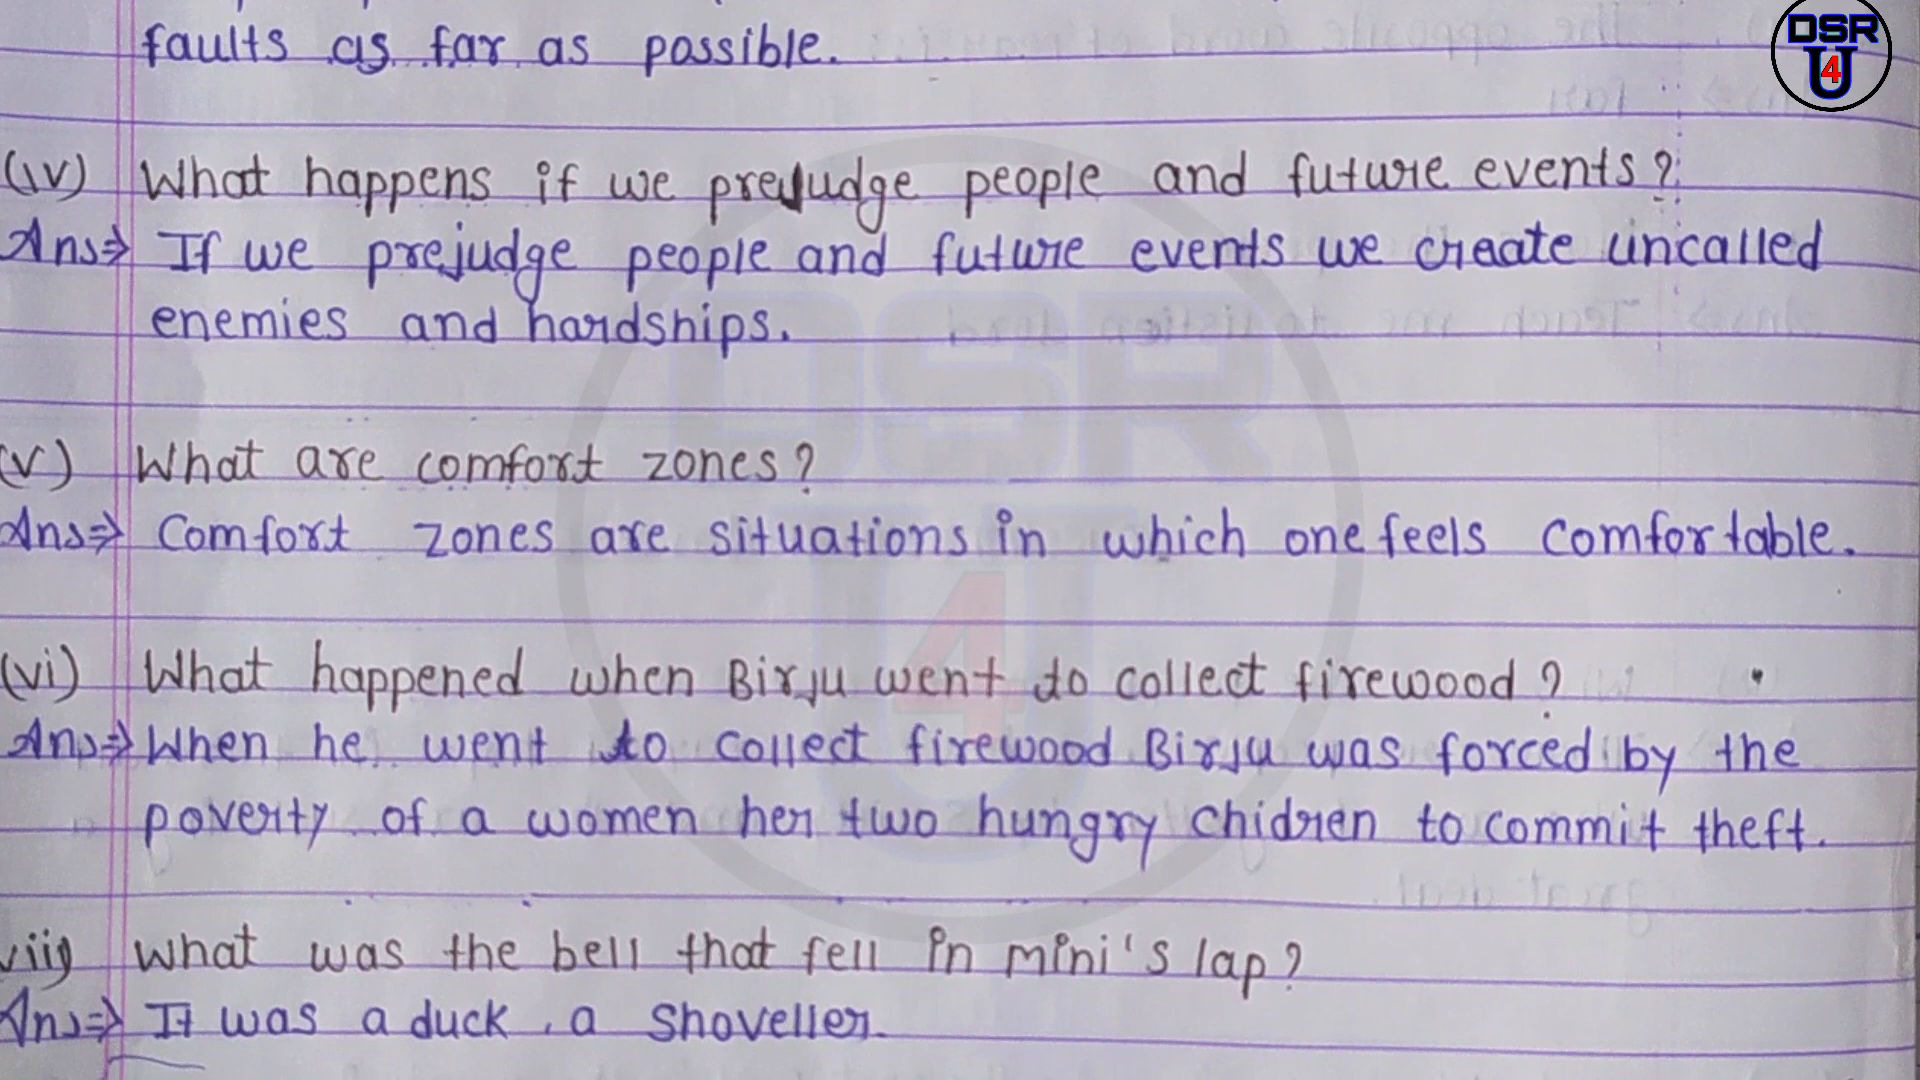 faults as far as possible.
DSR
U
4
(iv) What happens if we prejudge people and future events?
Ans⇒ If we prejudge people and future events we create uncalled
enemies and hardships.
(v) What are comfort zones?
Ans⇒ Comfort zones are situations in which one feels comfortable.
(vi) What happened when Birju went to collect firewood?
Ans⇒ When he went to collect firewood Birju was forced by the
poverty of a women her two hungry chidren to commit theft.
What was the bell that fell in mini's lap?
Ans⇒ It was a duck, a shoveller.